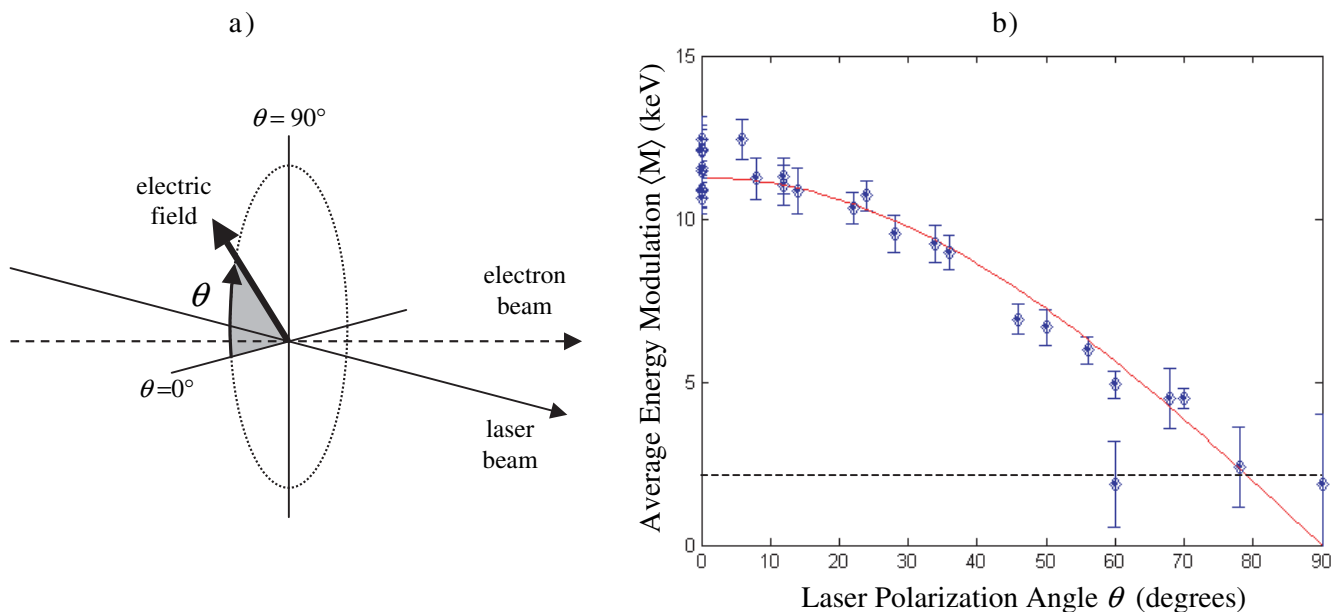 a)
θ = 90°
electric
field
θ
electron
beam
θ=0°
laser
beam
b)
Average Energy Modulation ⟨M⟩ (keV)
15
10
5
0
0 10 20 30 40 50 60 70 80 90
Laser Polarization Angle θ (degrees)